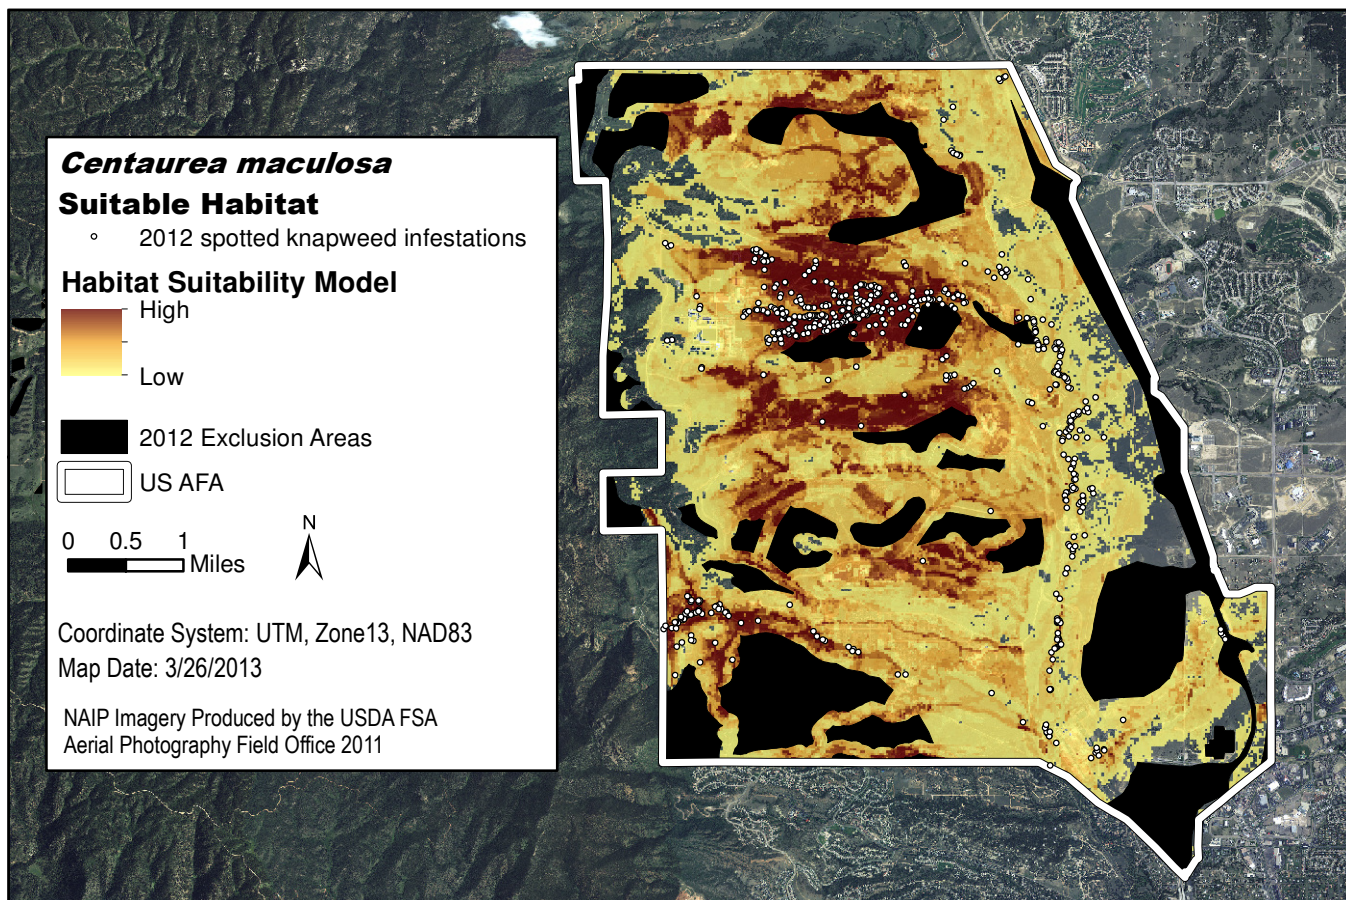 Centaurea maculosa
Suitable Habitat
2012 spotted knapweed infestations
Habitat Suitability Model
High
Low
2012 Exclusion Areas
US AFA
0 0.5 1
Miles
N
Coordinate System: UTM, Zone13, NAD83
Map Date: 3/26/2013
NAIP Imagery Produced by the USDA FSA
Aerial Photography Field Office 2011